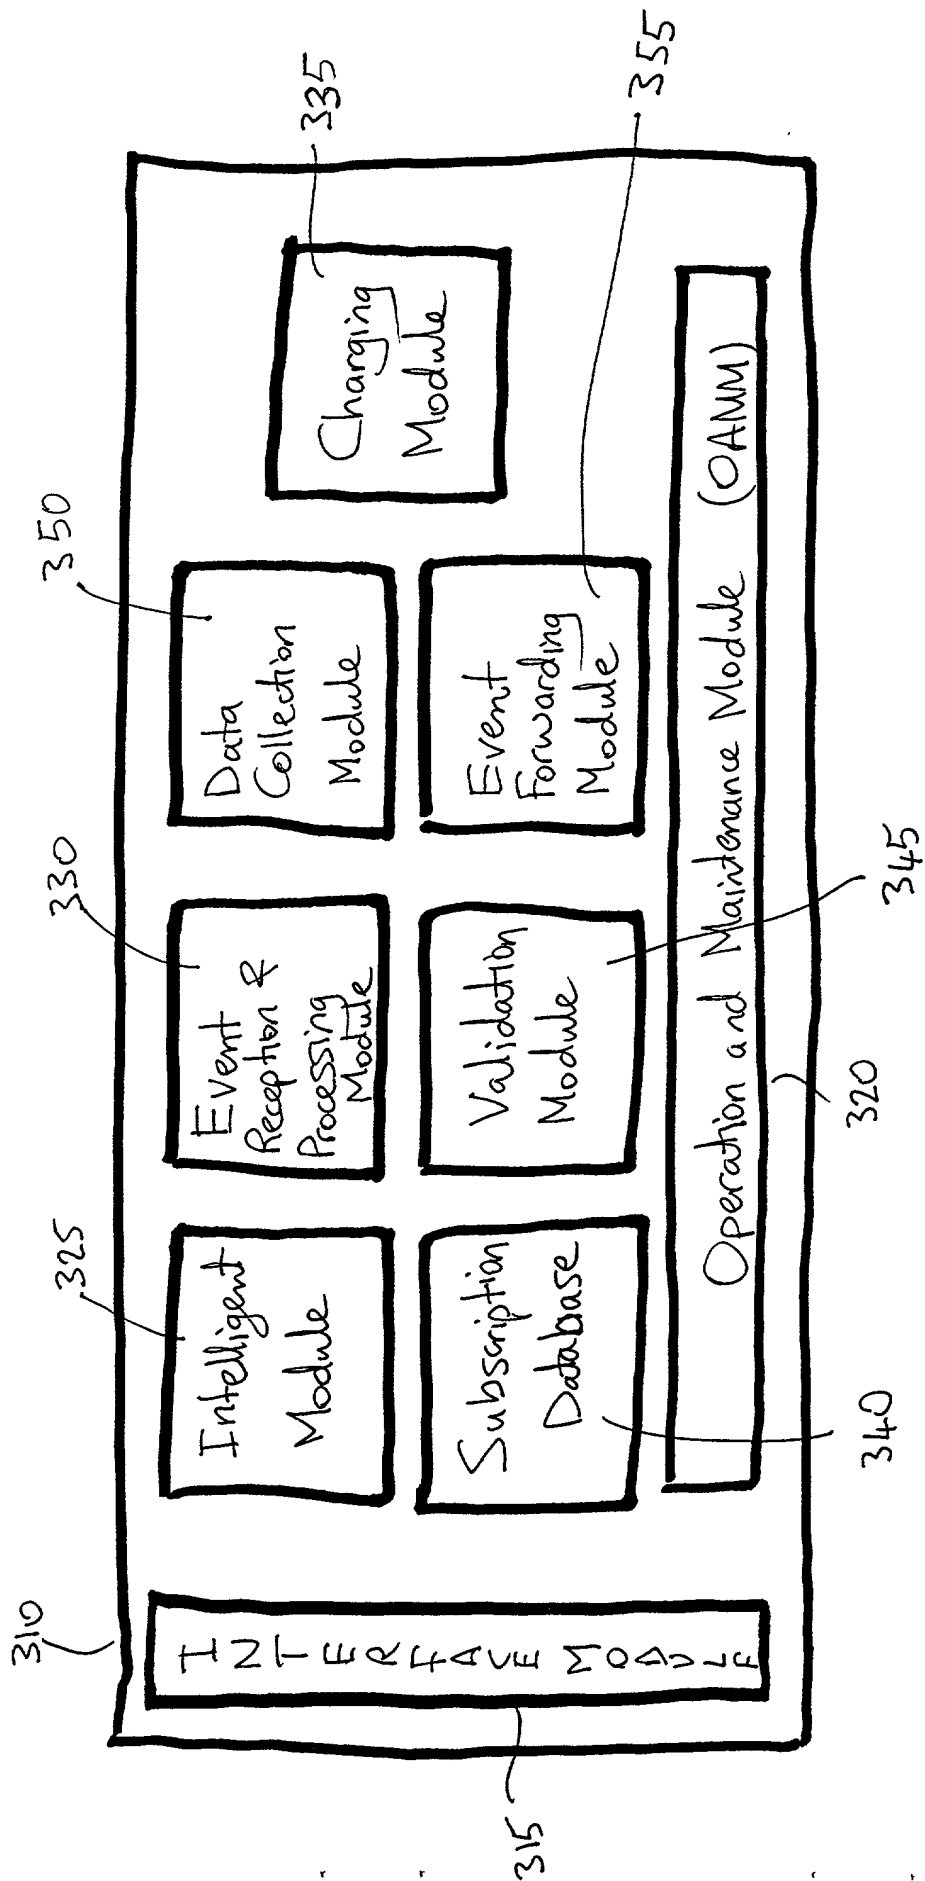 310
325
330
350
335
INTERFACE MODULE
Intelligent
Module
Event
Reception &
Processing
Module
Data
Collection
Module
Charging
Module
Subscription
Database
Validation
Module
Event
Forwarding
Module
Operation and Maintenance Module (OAMM)
315
340
320
345
355